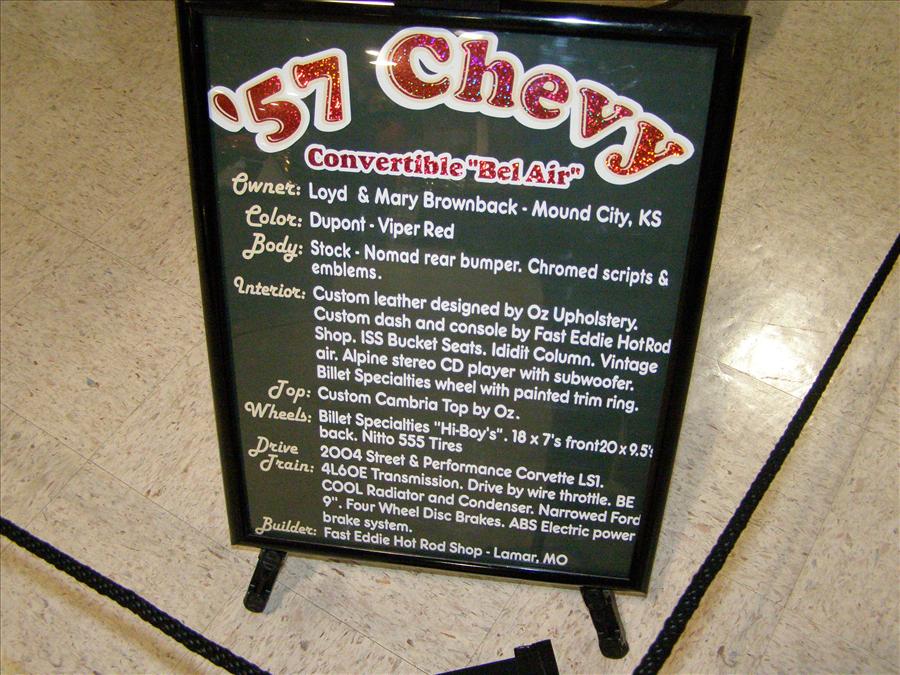 '57 Chevy
Convertible "Bel Air"
Owner: Loyd & Mary Brownback - Mound City, KS
Color: Dupont - Viper Red
Body: Stock - Nomad rear bumper. Chromed scripts &
emblems.
Interior: Custom leather designed by Oz Upholstery.
Custom dash and console by Fast Eddie HotRod
Shop. ISS Bucket Seats. Ididit Column. Vintage
air. Alpine stereo CD player with subwoofer.
Billet Specialties wheel with painted trim ring.
Top: Custom Cambria Top by Oz.
Wheels: Billet Specialties "Hi-Boy's". 18 x 7's front20 x 9.5's
back. Nitto 555 Tires
Drive Train: 2004 Street & Performance Corvette LS1.
4L60E Transmission. Drive by wire throttle. BE
COOL Radiator and Condenser. Narrowed Ford
9". Four Wheel Disc Brakes. ABS Electric power
brake system.
Builder: Fast Eddie Hot Rod Shop - Lamar, MO